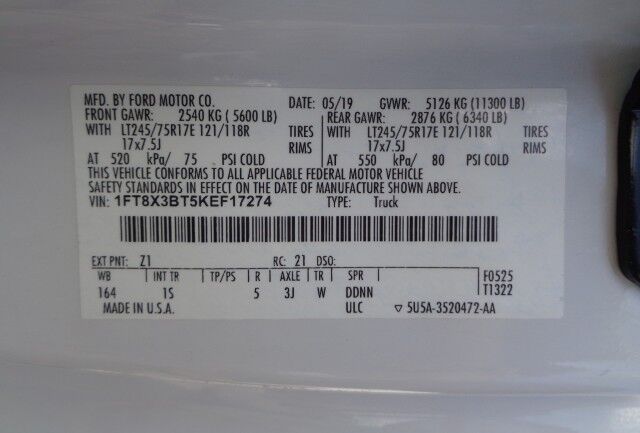 MFD. BY FORD MOTOR CO. DATE: 05/19 GVWR: 5126 KG (11300 LB)
FRONT GAWR: 2540 KG ( 5600 LB) REAR GAWR: 2876 KG ( 6340 LB)
WITH LT245/75R17E 121/118R TIRES WITH LT245/75R17E 121/118R TIRES
17x7.5J RIMS 17x7.5J RIMS
AT 520 kPa/ 75 PSI COLD AT 550 kPa/ 80 PSI COLD
THIS VEHICLE CONFORMS TO ALL APPLICABLE FEDERAL MOTOR VEHICLE
SAFETY STANDARDS IN EFFECT ON THE DATE OF MANUFACTURE SHOWN ABOVE.
VIN: 1FT8X3BT5KEF17274 TYPE: Truck
EXT PNT: Z1 RC: 21 DSO:
WB INT TR TP/PS R AXLE TR SPR F0525
164 1S 5 3J W DDNN T1322
MADE IN U.S.A. ULC ▽ 5U5A-3520472-AA